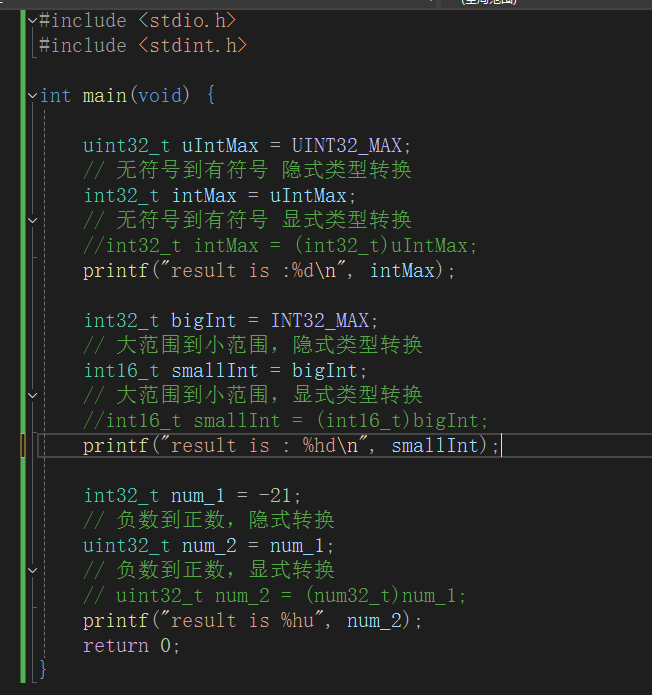 (全局范围)
#include <stdio.h>
#include <stdint.h>
int main(void) {
uint32_t uIntMax = UINT32_MAX;
// 无符号到有符号 隐式类型转换
int32_t intMax = uIntMax;
// 无符号到有符号 显式类型转换
//int32_t intMax = (int32_t)uIntMax;
printf("result is :%d\n", intMax);
int32_t bigInt = INT32_MAX;
// 大范围到小范围，隐式类型转换
int16_t smallInt = bigInt;
// 大范围到小范围，显式类型转换
//int16_t smallInt = (int16_t)bigInt;
printf("result is : %hd\n", smallInt);
int32_t num_1 = -21;
// 负数到正数，隐式转换
uint32_t num_2 = num_1;
// 负数到正数，显式转换
// uint32_t num_2 = (num32_t)num_1;
printf("result is %hu", num_2);
return 0;
}